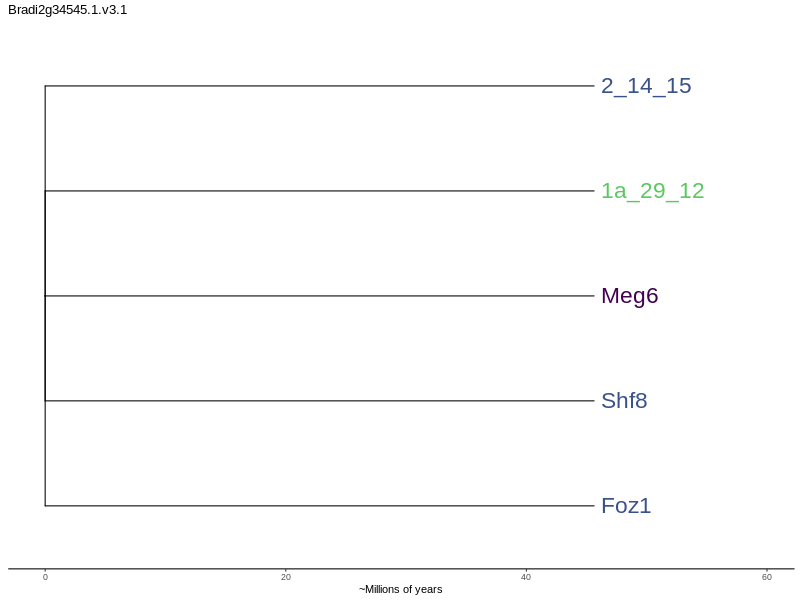 Bradi2g34545.1.v3.1
2_14_15
1a_29_12
Meg6
Shf8
Foz1
0 20 40 60
~Millions of years